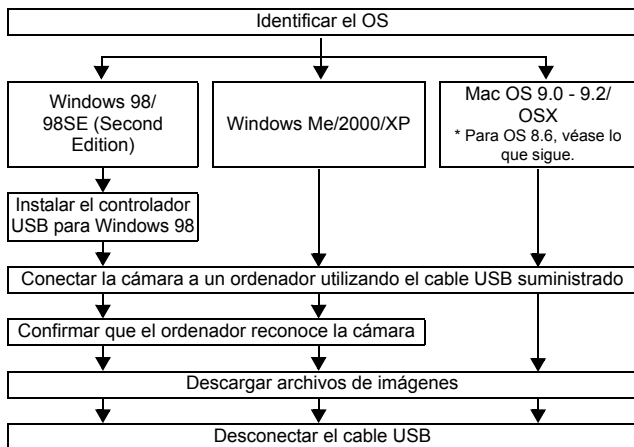 Identificar el OS
Windows 98/
98SE (Second
Edition)
Windows Me/2000/XP
Mac OS 9.0 - 9.2/
OSX
* Para OS 8.6, véase lo
que sigue.
Instalar el controlador
USB para Windows 98
Conectar la cámara a un ordenador utilizando el cable USB suministrado
Confirmar que el ordenador reconoce la cámara
Descargar archivos de imágenes
Desconectar el cable USB